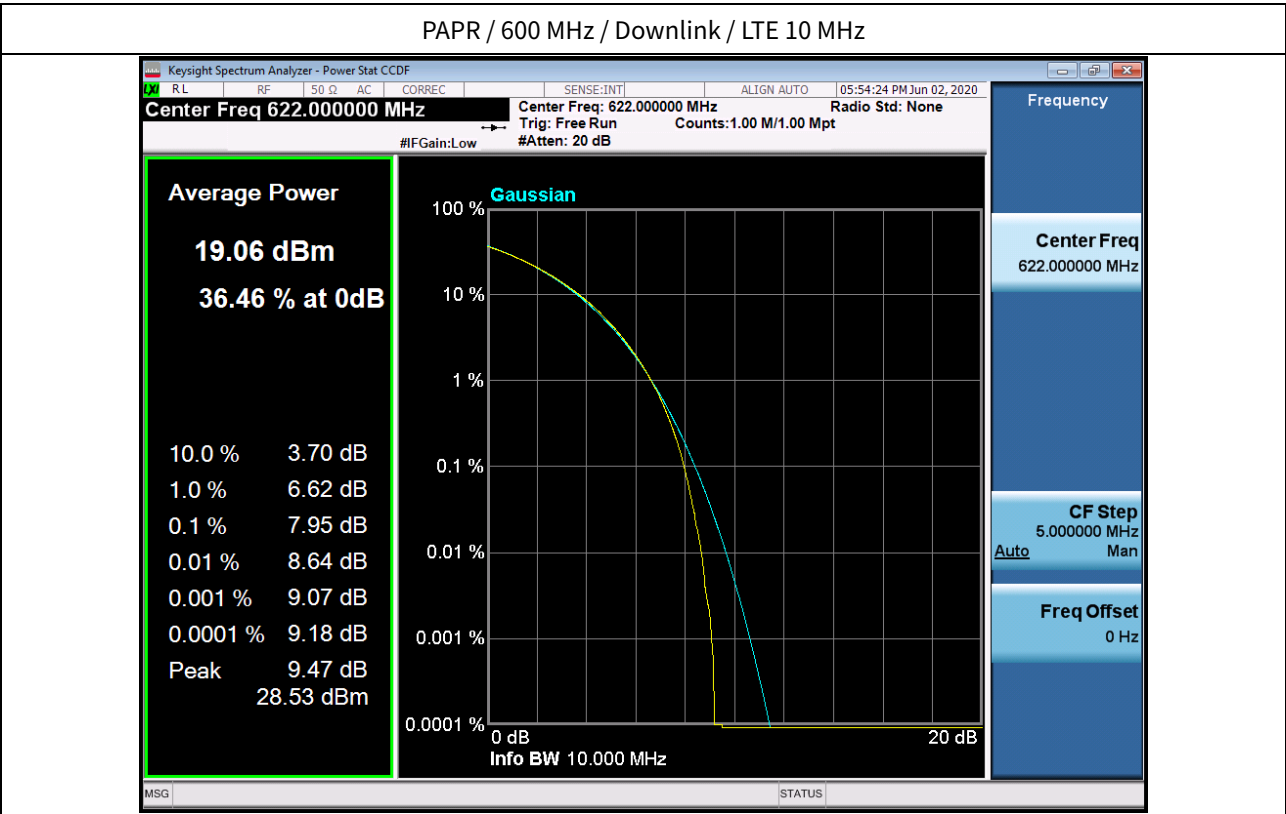 PAPR / 600 MHz / Downlink / LTE 10 MHz
Keysight Spectrum Analyzer - Power Stat CCDF
LXI RL RF 50 Ω AC CORREC SENSE:INT ALIGN AUTO 05:54:24 PM Jun 02, 2020
Center Freq 622.000000 MHz
Center Freq: 622.000000 MHz Radio Std: None
Trig: Free Run Counts:1.00 M/1.00 Mpt
#IFGain:Low #Atten: 20 dB
Frequency
Average Power
19.06 dBm
36.46 % at 0dB
10.0 % 3.70 dB
1.0 % 6.62 dB
0.1 % 7.95 dB
0.01 % 8.64 dB
0.001 % 9.07 dB
0.0001 % 9.18 dB
Peak 9.47 dB
28.53 dBm
Gaussian
100 %
10 %
1 %
0.1 %
0.01 %
0.001 %
0.0001 %
0 dB 20 dB
Info BW 10.000 MHz
Center Freq
622.000000 MHz
CF Step
5.000000 MHz
Auto Man
Freq Offset
0 Hz
MSG STATUS